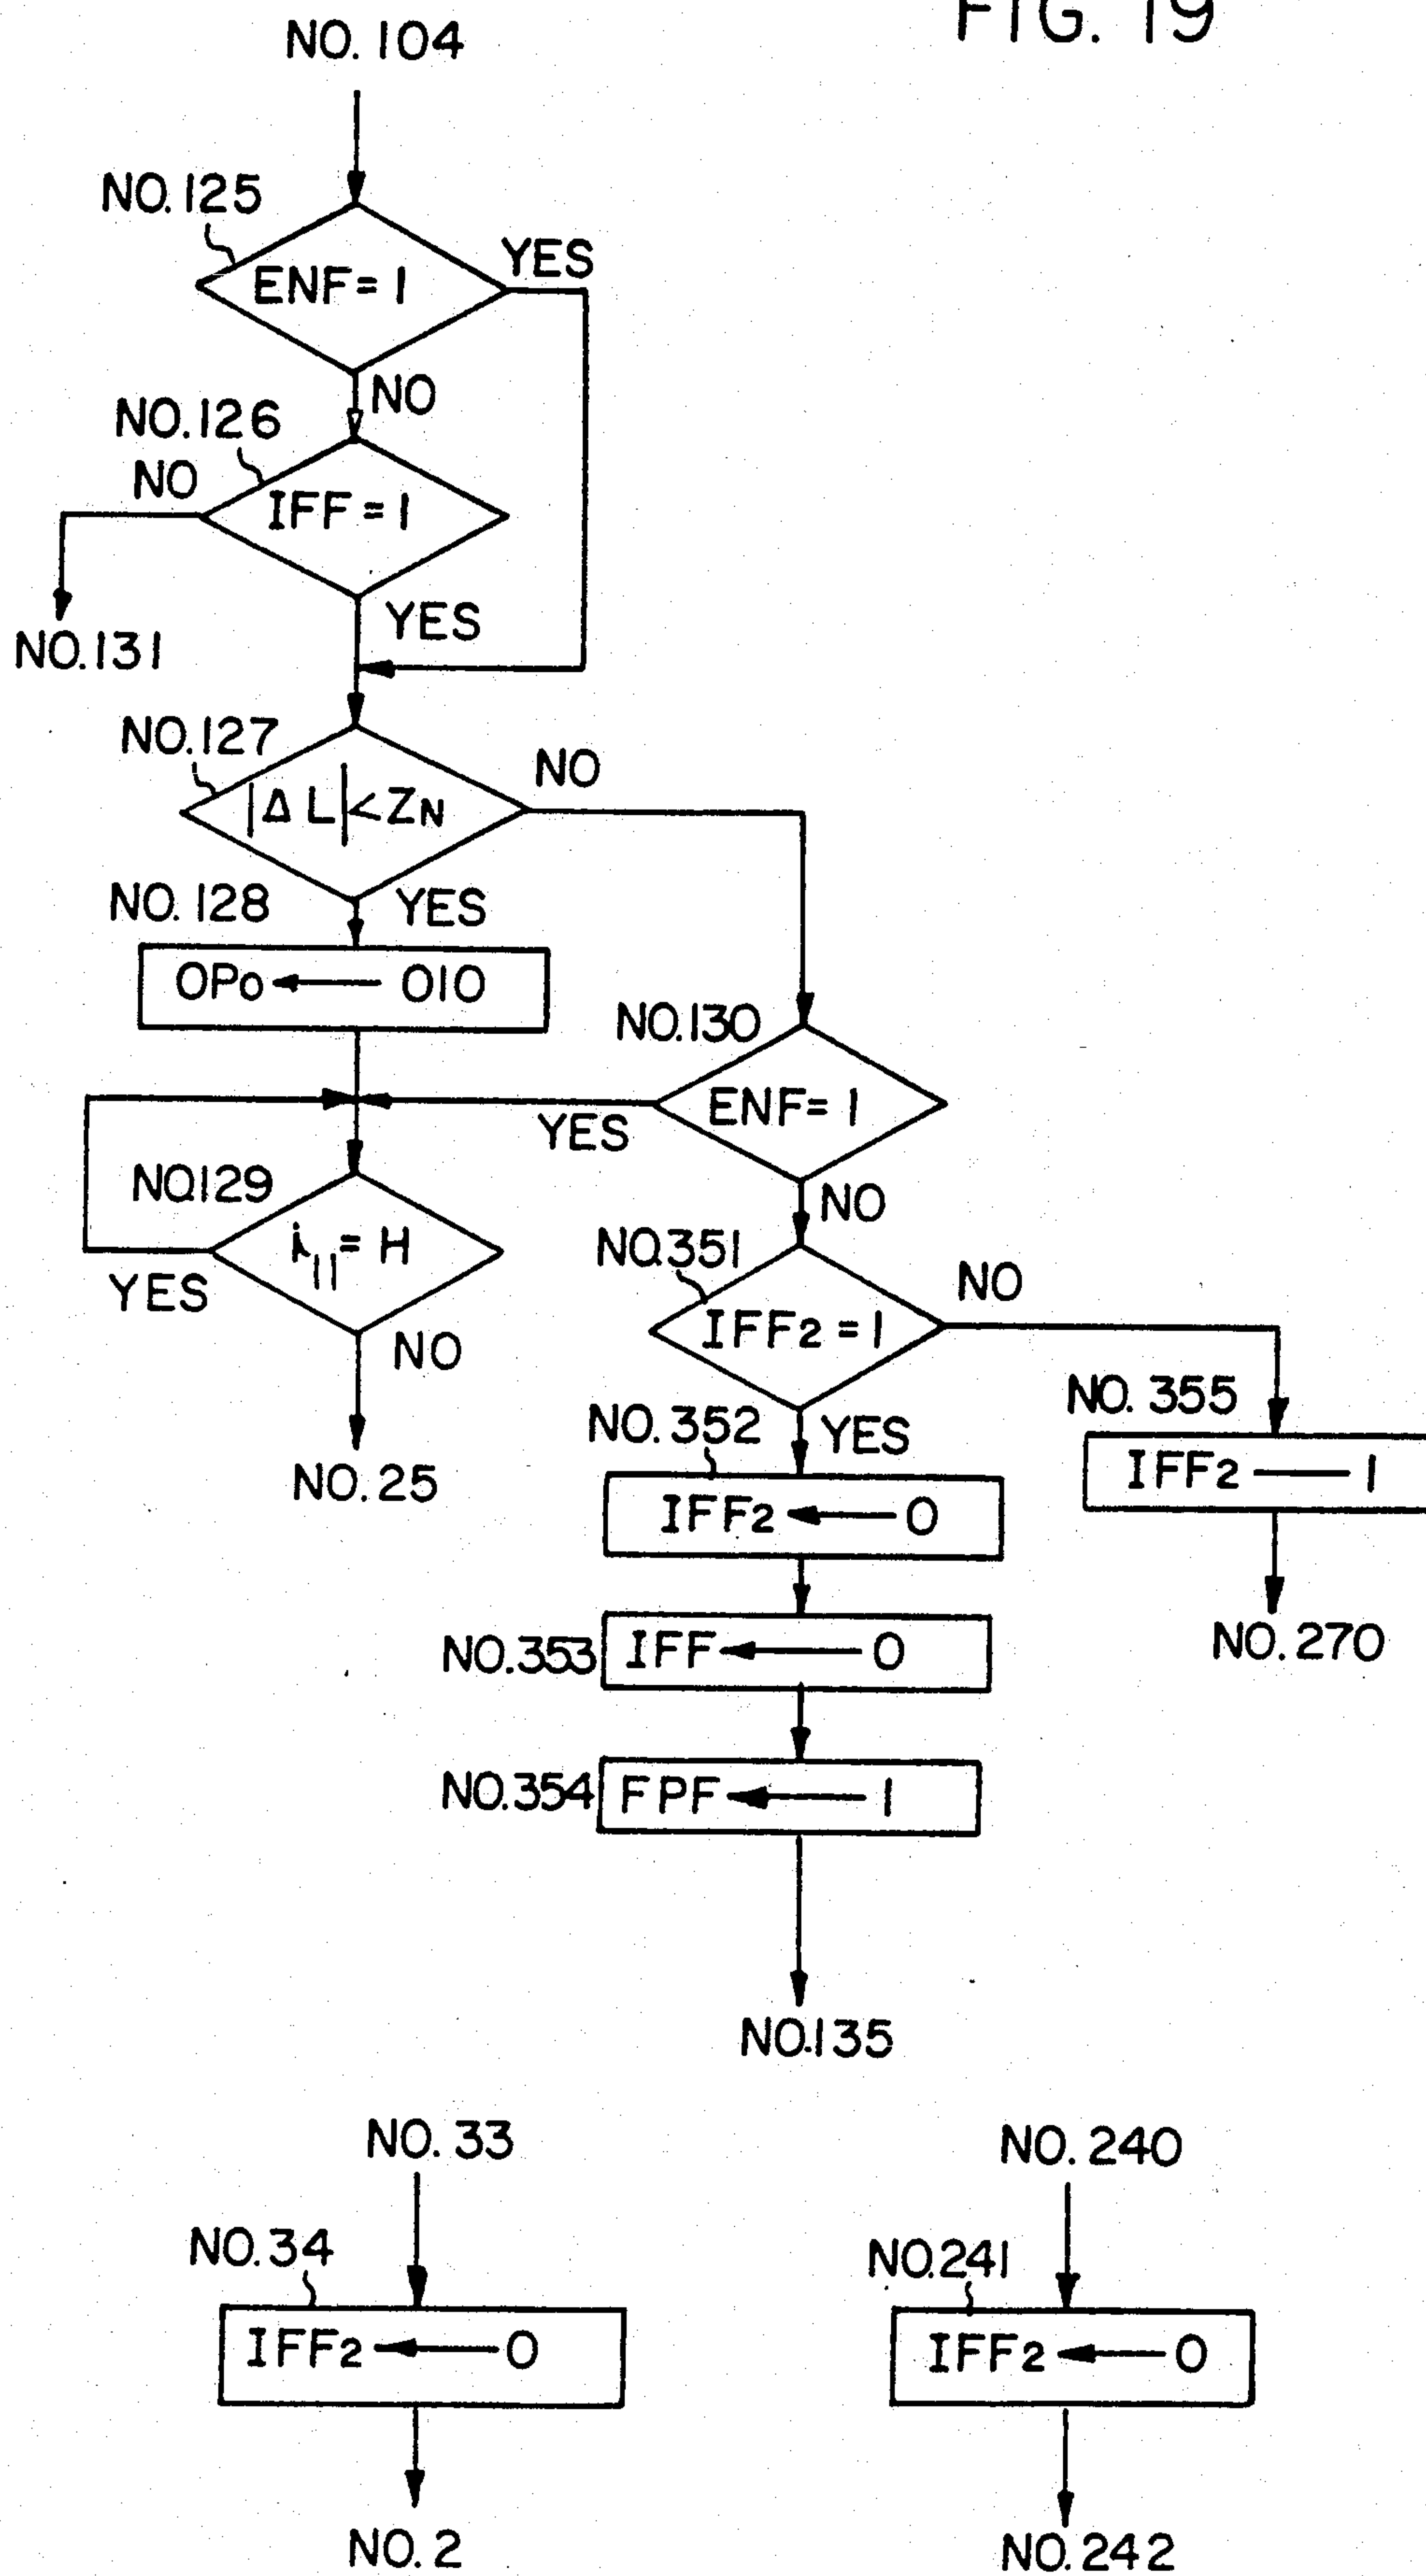 FIG. 19
NO. 104
NO. 125
ENF = 1
YES
NO
NO. 126
IFF = 1
NO
YES
NO. 131
NO. 127
|Δ L| < ZN
NO
NO. 128
YES
OPo ← 010
NO. 130
ENF = 1
YES
NO
NO. 129
i11 = H
YES
NO
NO. 25
NO. 351
IFF2 = 1
NO
NO. 352
YES
IFF2 ← 0
NO. 355
IFF2 — 1
NO. 270
NO. 353
IFF ← 0
NO. 354
FPF ← 1
NO. 135
NO. 33
NO. 34
IFF2 ← 0
NO. 2
NO. 240
NO. 241
IFF2 ← 0
NO. 242